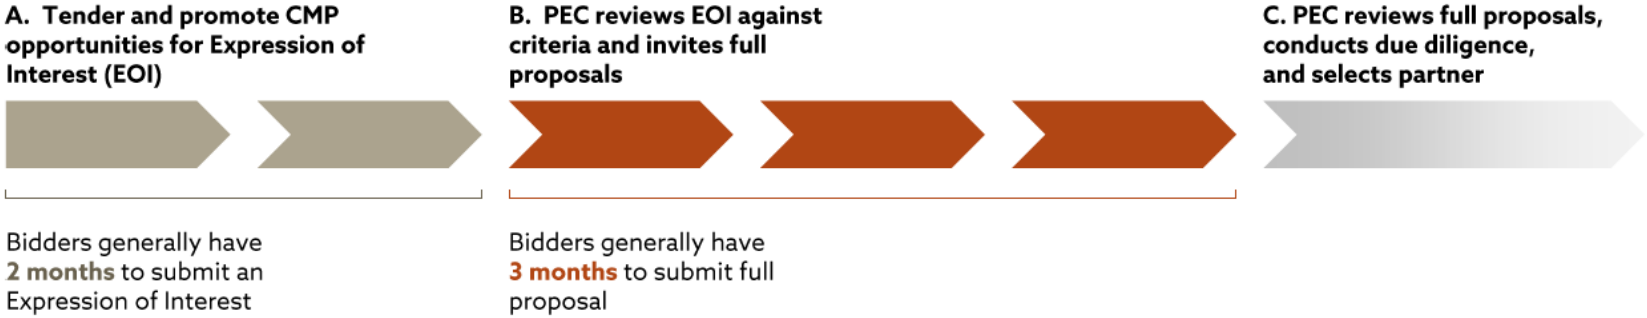 A. Tender and promote CMP
opportunities for Expression of
Interest (EOI)
B. PEC reviews EOI against
criteria and invites full
proposals
C. PEC reviews full proposals,
conducts due diligence,
and selects partner
Bidders generally have
2 months to submit an
Expression of Interest
Bidders generally have
3 months to submit full
proposal